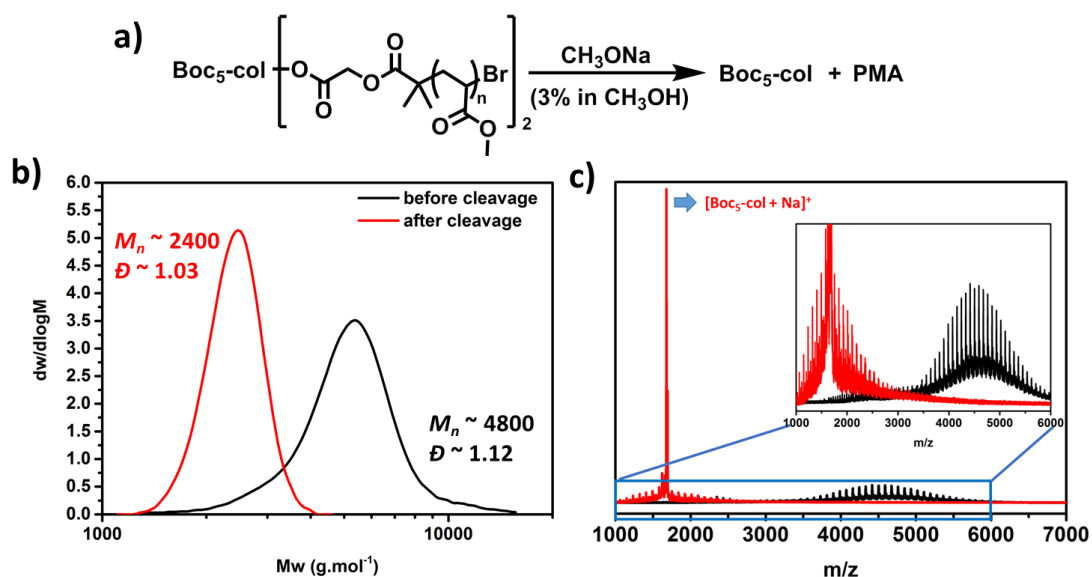 a)
Boc₅-col
O
O
O
O
O
Br
n
O
O
2
CH₃ONa
(3% in CH₃OH)
Boc₅-col + PMA
b)
6.0
5.5
5.0
4.5
4.0
3.5
3.0
2.5
2.0
1.5
1.0
0.5
0.0
dw/dlogM
before cleavage
after cleavage
Mn ~ 2400
Đ ~ 1.03
Mn ~ 4800
Đ ~ 1.12
1000
10000
Mw (g.mol⁻¹)
c)
[Boc₅-col + Na]⁺
1000 2000 3000 4000 5000 6000
m/z
1000 2000 3000 4000 5000 6000 7000
m/z